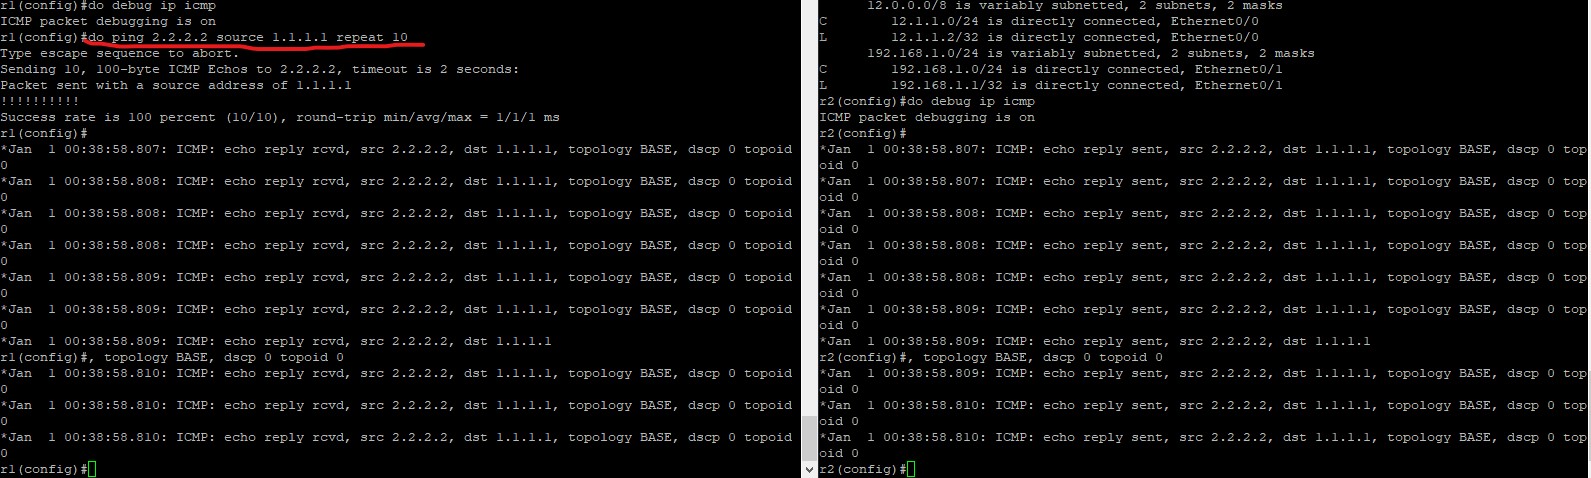 r1(config)#do debug ip icmp
ICMP packet debugging is on
r1(config)#do ping 2.2.2.2 source 1.1.1.1 repeat 10
Type escape sequence to abort.
Sending 10, 100-byte ICMP Echos to 2.2.2.2, timeout is 2 seconds:
Packet sent with a source address of 1.1.1.1
!!!!!!!!!!
Success rate is 100 percent (10/10), round-trip min/avg/max = 1/1/1 ms
r1(config)#
*Jan  1 00:38:58.807: ICMP: echo reply rcvd, src 2.2.2.2, dst 1.1.1.1, topology BASE, dscp 0 topoid
0
*Jan  1 00:38:58.808: ICMP: echo reply rcvd, src 2.2.2.2, dst 1.1.1.1, topology BASE, dscp 0 topoid
0
*Jan  1 00:38:58.808: ICMP: echo reply rcvd, src 2.2.2.2, dst 1.1.1.1, topology BASE, dscp 0 topoid
0
*Jan  1 00:38:58.808: ICMP: echo reply rcvd, src 2.2.2.2, dst 1.1.1.1, topology BASE, dscp 0 topoid
0
*Jan  1 00:38:58.809: ICMP: echo reply rcvd, src 2.2.2.2, dst 1.1.1.1, topology BASE, dscp 0 topoid
0
*Jan  1 00:38:58.809: ICMP: echo reply rcvd, src 2.2.2.2, dst 1.1.1.1, topology BASE, dscp 0 topoid
0
*Jan  1 00:38:58.809: ICMP: echo reply rcvd, src 2.2.2.2, dst 1.1.1.1
r1(config)#, topology BASE, dscp 0 topoid 0
*Jan  1 00:38:58.810: ICMP: echo reply rcvd, src 2.2.2.2, dst 1.1.1.1, topology BASE, dscp 0 topoid
0
*Jan  1 00:38:58.810: ICMP: echo reply rcvd, src 2.2.2.2, dst 1.1.1.1, topology BASE, dscp 0 topoid
0
*Jan  1 00:38:58.810: ICMP: echo reply rcvd, src 2.2.2.2, dst 1.1.1.1, topology BASE, dscp 0 topoid
0
r1(config)#
12.0.0.0/8 is variably subnetted, 2 subnets, 2 masks
C        12.1.1.0/24 is directly connected, Ethernet0/0
L        12.1.1.2/32 is directly connected, Ethernet0/0
192.168.1.0/24 is variably subnetted, 2 subnets, 2 masks
C        192.168.1.0/24 is directly connected, Ethernet0/1
L        192.168.1.1/32 is directly connected, Ethernet0/1
r2(config)#do debug ip icmp
ICMP packet debugging is on
r2(config)#
*Jan  1 00:38:58.807: ICMP: echo reply sent, src 2.2.2.2, dst 1.1.1.1, topology BASE, dscp 0 top
oid 0
*Jan  1 00:38:58.807: ICMP: echo reply sent, src 2.2.2.2, dst 1.1.1.1, topology BASE, dscp 0 top
oid 0
*Jan  1 00:38:58.808: ICMP: echo reply sent, src 2.2.2.2, dst 1.1.1.1, topology BASE, dscp 0 top
oid 0
*Jan  1 00:38:58.808: ICMP: echo reply sent, src 2.2.2.2, dst 1.1.1.1, topology BASE, dscp 0 top
oid 0
*Jan  1 00:38:58.808: ICMP: echo reply sent, src 2.2.2.2, dst 1.1.1.1, topology BASE, dscp 0 top
oid 0
*Jan  1 00:38:58.809: ICMP: echo reply sent, src 2.2.2.2, dst 1.1.1.1, topology BASE, dscp 0 top
oid 0
*Jan  1 00:38:58.809: ICMP: echo reply sent, src 2.2.2.2, dst 1.1.1.1
r2(config)#, topology BASE, dscp 0 topoid 0
*Jan  1 00:38:58.809: ICMP: echo reply sent, src 2.2.2.2, dst 1.1.1.1, topology BASE, dscp 0 top
oid 0
*Jan  1 00:38:58.810: ICMP: echo reply sent, src 2.2.2.2, dst 1.1.1.1, topology BASE, dscp 0 top
oid 0
*Jan  1 00:38:58.810: ICMP: echo reply sent, src 2.2.2.2, dst 1.1.1.1, topology BASE, dscp 0 top
oid 0
r2(config)#